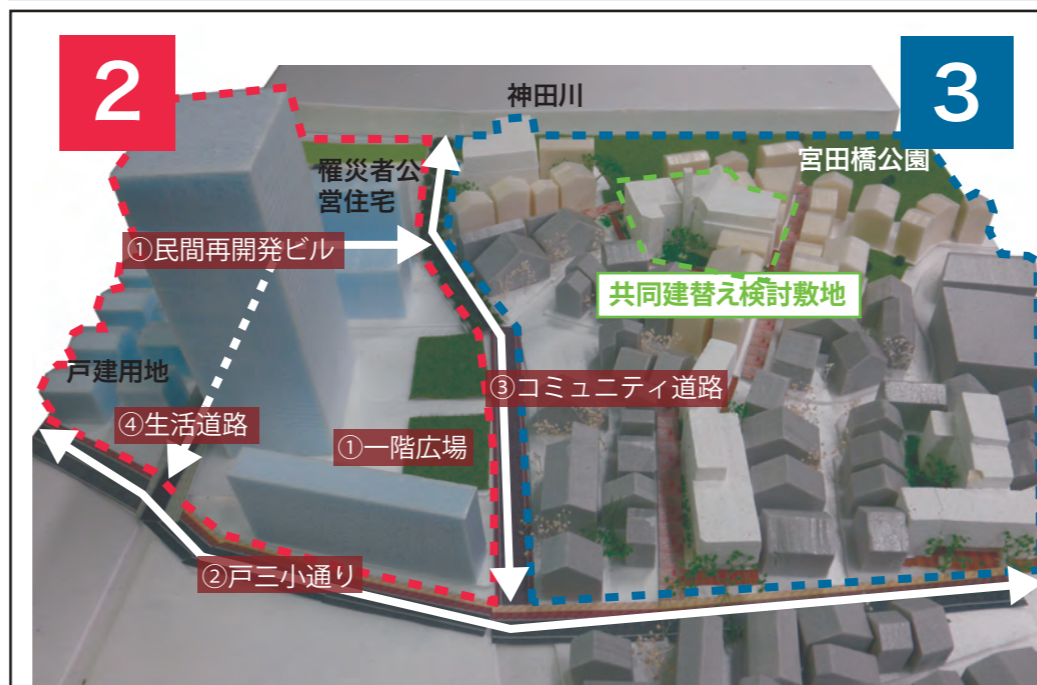 2
3
神田川
宮田橋公園
罹災者公
営住宅
①民間再開発ビル
共同建替え検討敷地
戸建用地
③コミュニティ道路
④生活道路
①一階広場
②戸三小通り